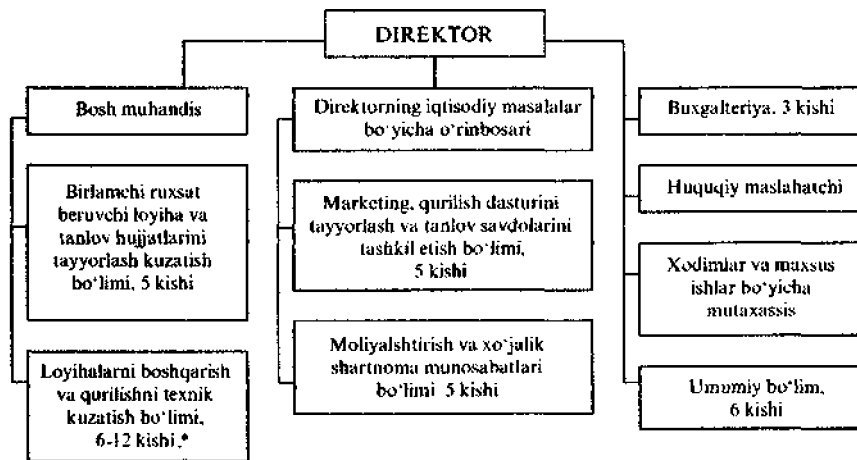 DIREKTOR
Bosh muhandis
Birlamchi ruxsat
beruvchi loyiha va
tanlov hujjatlarini
tayyorlash kuzatish
bo‘limi, 5 kishi
Loyihalarni boshqarish
va qurilishni texnik
kuzatish bo‘limi,
6-12 kishi.*
Direktorning iqtisodiy masalalar
bo‘yicha o‘rinbosari
Marketing, qurilish dasturini
tayyorlash va tanlov savdolarini
tashkil etish bo‘limi,
5 kishi
Moliyalshtirish va xo‘jalik
shartnoma munosabatlari
bo‘limi 5 kishi
Buxgalteriya. 3 kishi
Huquqiy maslahatchi
Xodimlar va maxsus
ishlar bo‘yicha
mutaxassis
Umumiy bo‘lim,
6 kishi